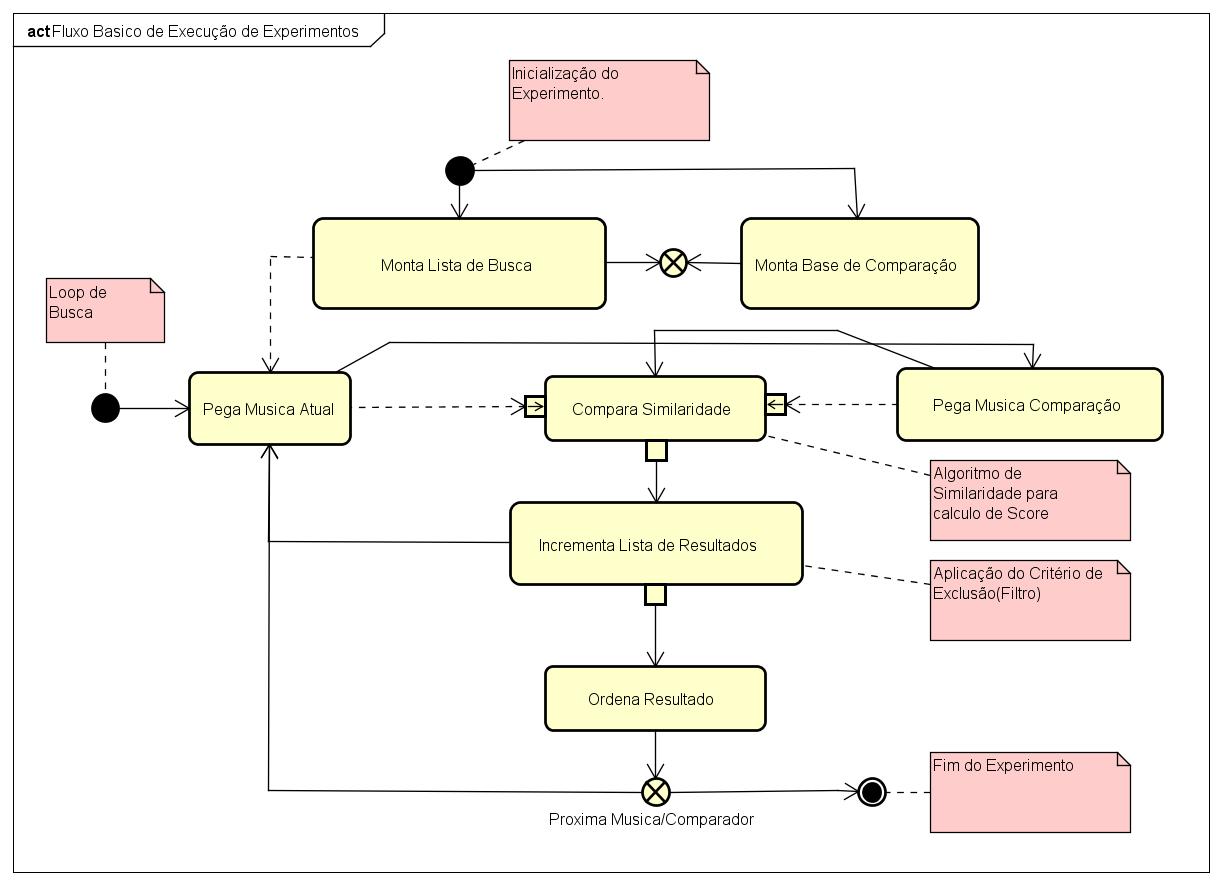 act Fluxo Basico de Execução de Experimentos
Inicialização do
Experimento.
Monta Lista de Busca
Monta Base de Comparação
Loop de
Busca
Pega Musica Atual
Compara Similaridade
Pega Musica Comparação
Algoritmo de
Similaridade para
calculo de Score
Incrementa Lista de Resultados
Aplicação do Critério de
Exclusão(Filtro)
Ordena Resultado
Fim do Experimento
Proxima Musica/Comparador